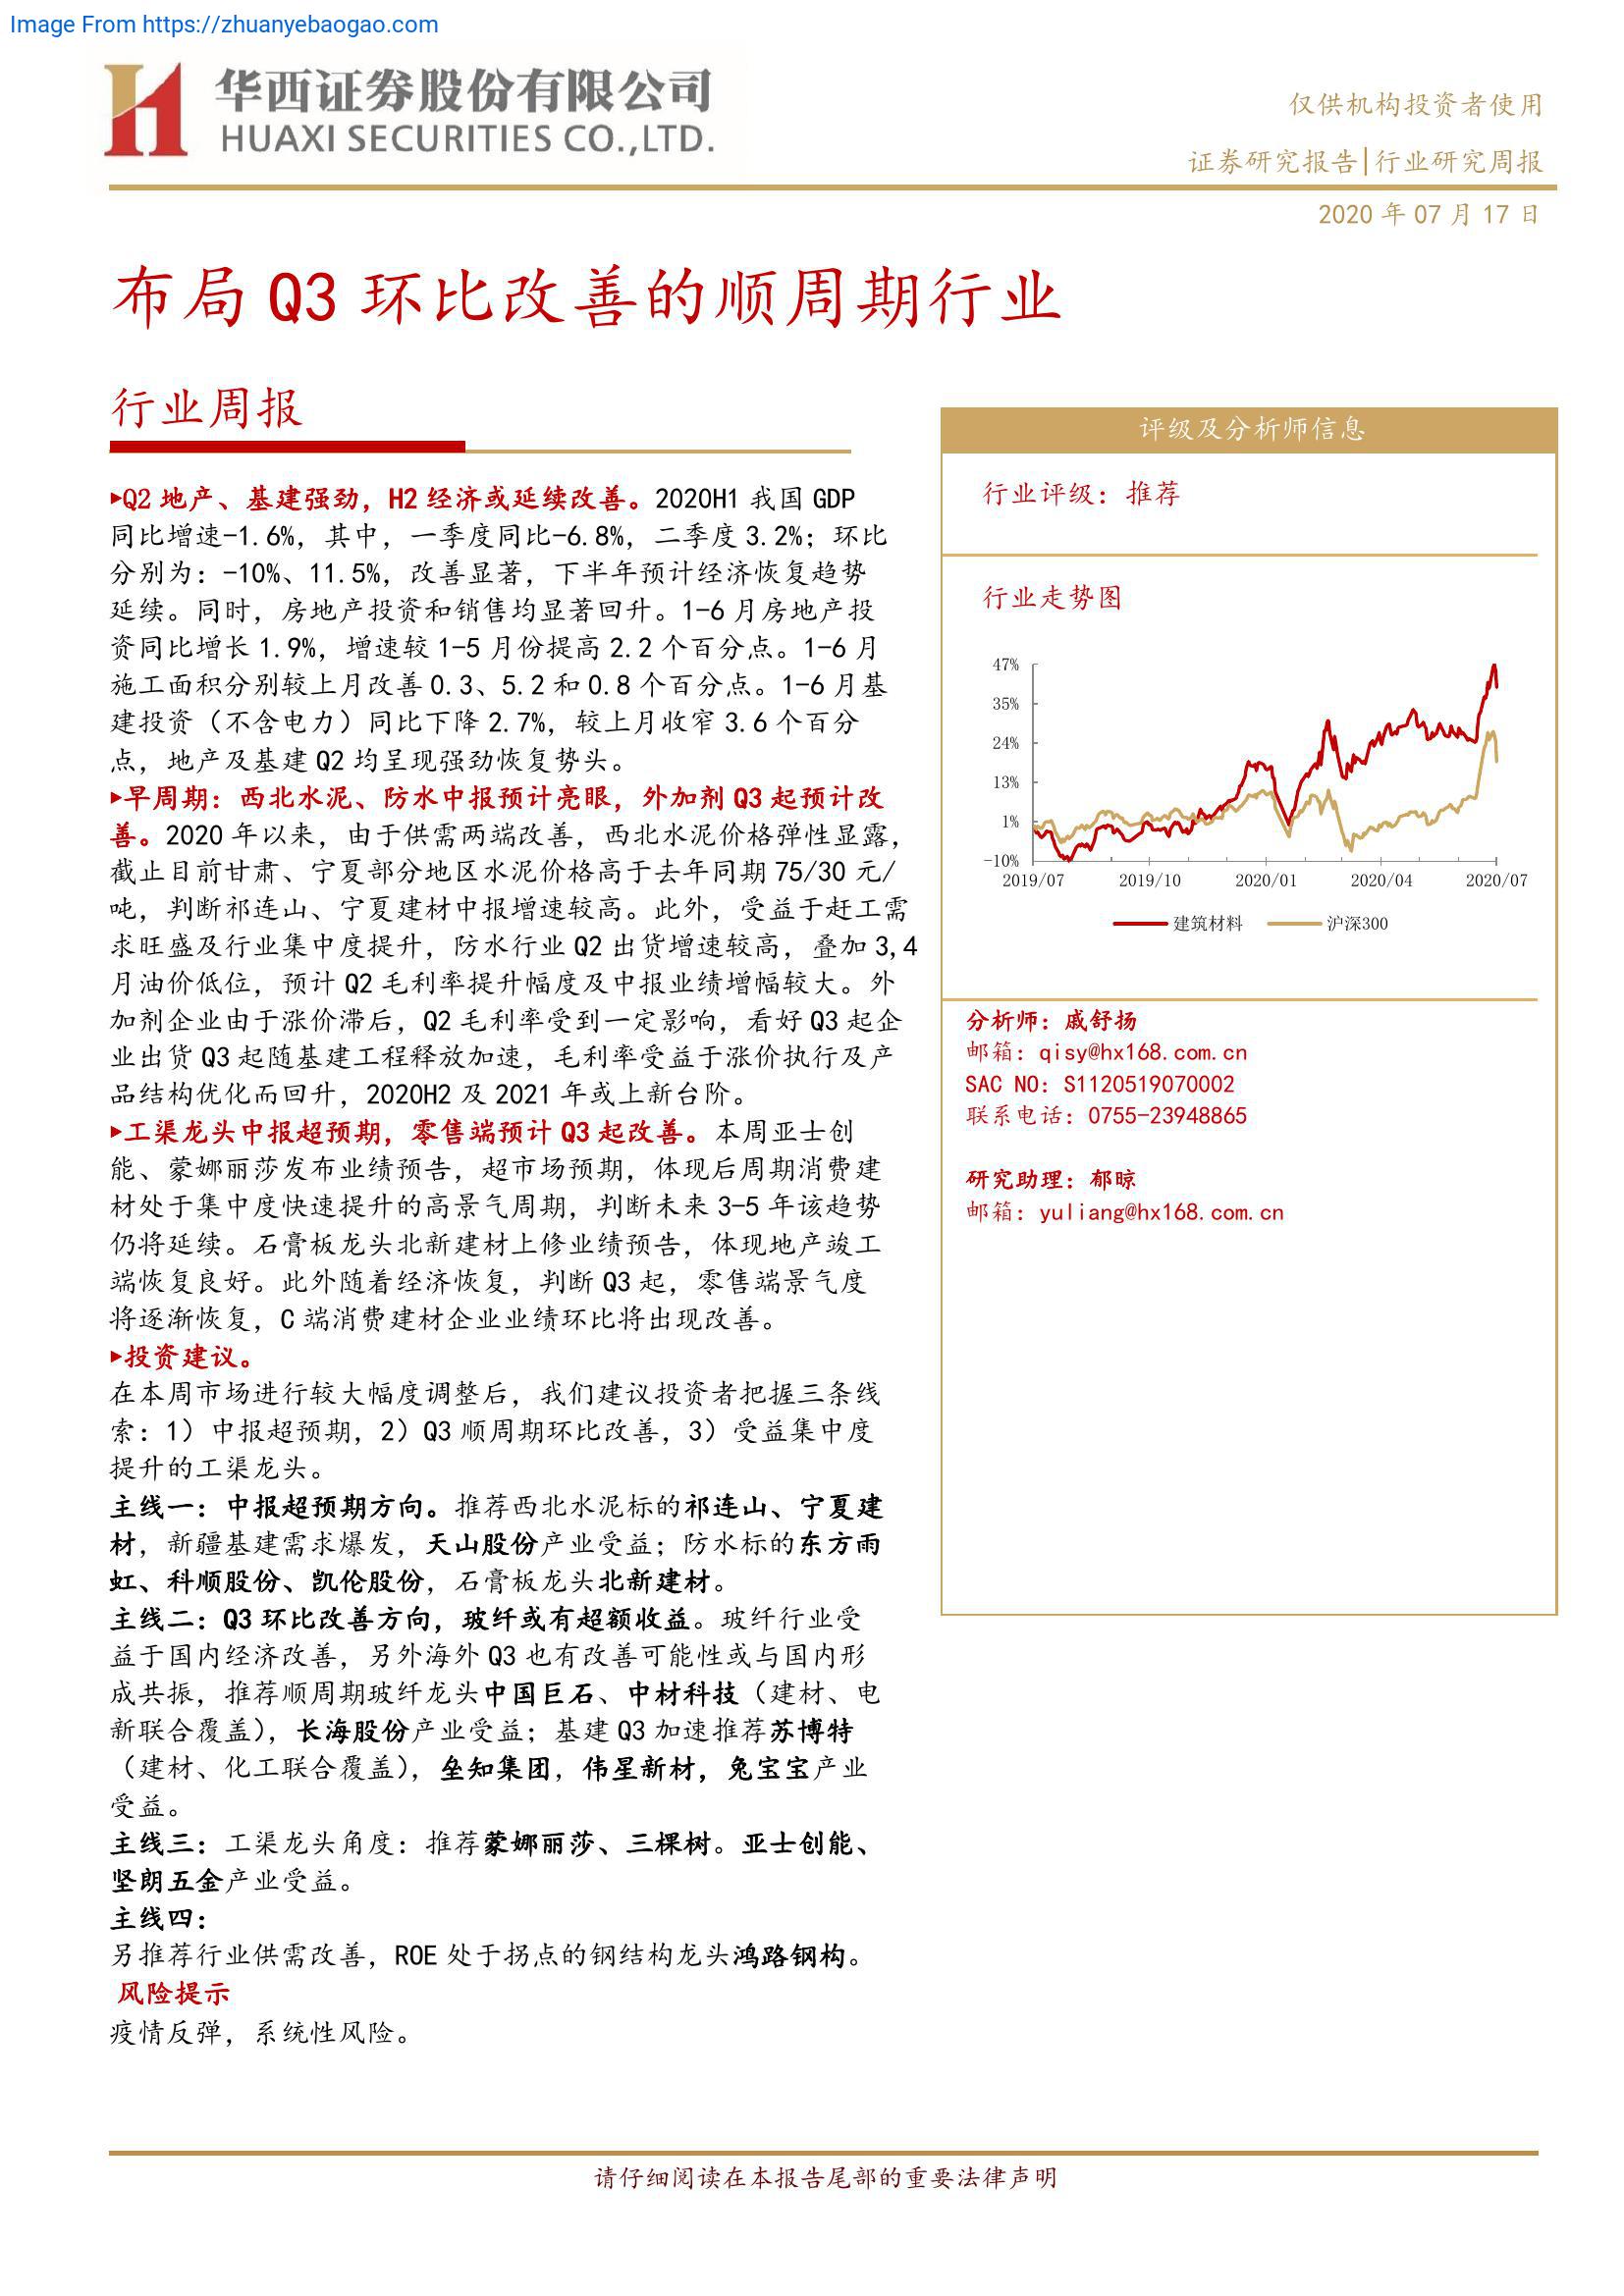 Image From https://zhuanyebaogao.com
华西证券股份有限公司
HUAXI SECURITIES CO.,LTD.
仅供机构投资者使用
证券研究报告|行业研究周报
2020 年 07 月 17 日
布局 Q3 环比改善的顺周期行业
行业周报
▸Q2 地产、基建强劲，H2 经济或延续改善。2020H1 我国 GDP
同比增速-1.6%，其中，一季度同比-6.8%，二季度 3.2%；环比
分别为：-10%、11.5%，改善显著，下半年预计经济恢复趋势
延续。同时，房地产投资和销售均显著回升。1-6 月房地产投
资同比增长 1.9%，增速较 1-5 月份提高 2.2 个百分点。1-6 月
施工面积分别较上月改善 0.3、5.2 和 0.8 个百分点。1-6 月基
建投资（不含电力）同比下降 2.7%，较上月收窄 3.6 个百分
点，地产及基建 Q2 均呈现强劲恢复势头。
▸早周期：西北水泥、防水中报预计亮眼，外加剂 Q3 起预计改
善。2020 年以来，由于供需两端改善，西北水泥价格弹性显露，
截止目前甘肃、宁夏部分地区水泥价格高于去年同期 75/30 元/
吨，判断祁连山、宁夏建材中报增速较高。此外，受益于赶工需
求旺盛及行业集中度提升，防水行业 Q2 出货增速较高，叠加 3,4
月油价低位，预计 Q2 毛利率提升幅度及中报业绩增幅较大。外
加剂企业由于涨价滞后，Q2 毛利率受到一定影响，看好 Q3 起企
业出货 Q3 起随基建工程释放加速，毛利率受益于涨价执行及产
品结构优化而回升，2020H2 及 2021 年或上新台阶。
▸工渠龙头中报超预期，零售端预计 Q3 起改善。本周亚士创
能、蒙娜丽莎发布业绩预告，超市场预期，体现后周期消费建
材处于集中度快速提升的高景气周期，判断未来 3-5 年该趋势
仍将延续。石膏板龙头北新建材上修业绩预告，体现地产竣工
端恢复良好。此外随着经济恢复，判断 Q3 起，零售端景气度
将逐渐恢复，C 端消费建材企业业绩环比将出现改善。
▸投资建议。
在本周市场进行较大幅度调整后，我们建议投资者把握三条线
索：1）中报超预期，2）Q3 顺周期环比改善，3）受益集中度
提升的工渠龙头。
主线一：中报超预期方向。推荐西北水泥标的祁连山、宁夏建
材，新疆基建需求爆发，天山股份产业受益；防水标的东方雨
虹、科顺股份、凯伦股份，石膏板龙头北新建材。
主线二：Q3 环比改善方向，玻纤或有超额收益。玻纤行业受
益于国内经济改善，另外海外 Q3 也有改善可能性或与国内形
成共振，推荐顺周期玻纤龙头中国巨石、中材科技（建材、电
新联合覆盖），长海股份产业受益；基建 Q3 加速推荐苏博特
（建材、化工联合覆盖），垒知集团，伟星新材，兔宝宝产业
受益。
主线三：工渠龙头角度：推荐蒙娜丽莎、三棵树。亚士创能、
坚朗五金产业受益。
主线四：
另推荐行业供需改善，ROE 处于拐点的钢结构龙头鸿路钢构。
风险提示
疫情反弹，系统性风险。
评级及分析师信息
行业评级：推荐
行业走势图
47%
35%
24%
13%
1%
-10%
2019/07 2019/10 2020/01 2020/04 2020/07
建筑材料 沪深300
分析师：戚舒扬
邮箱：qisy@hx168.com.cn
SAC NO：S1120519070002
联系电话：0755-23948865
研究助理：郁晾
邮箱：yuliang@hx168.com.cn
请仔细阅读在本报告尾部的重要法律声明